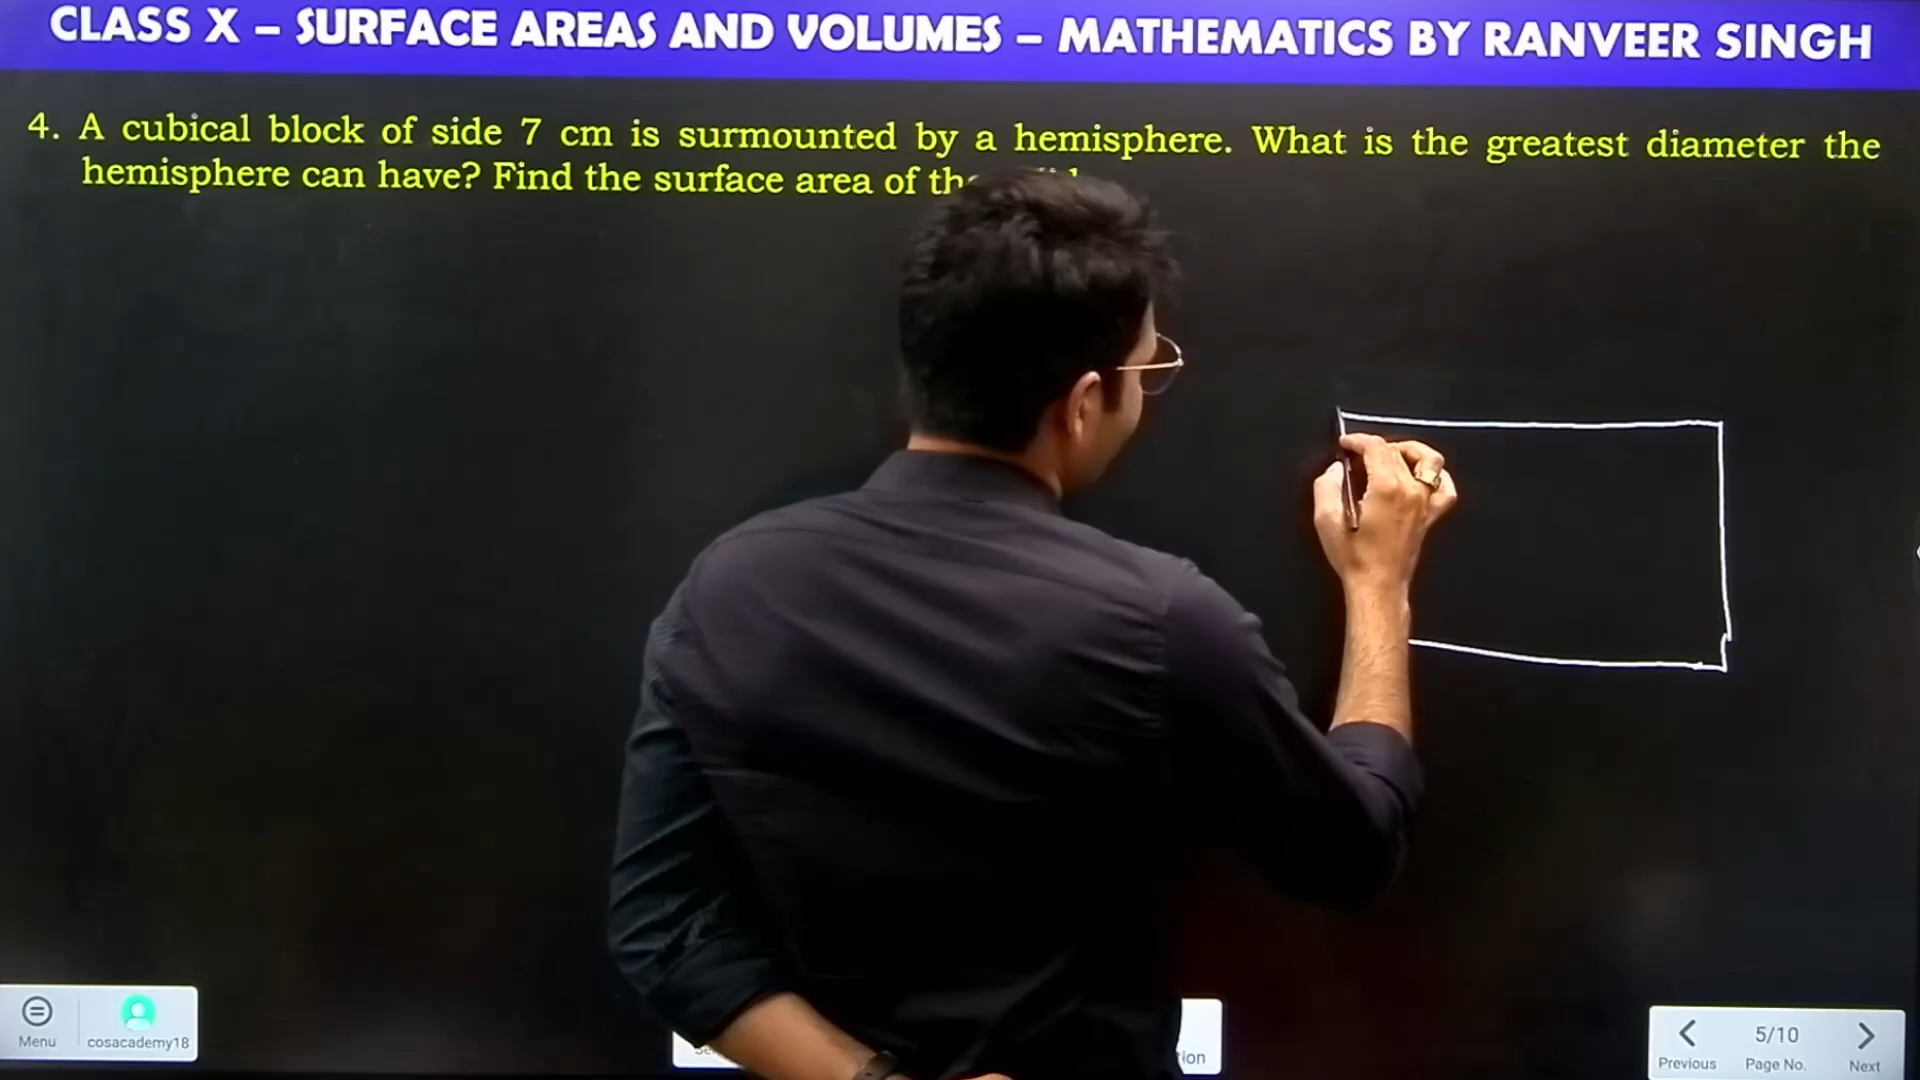 CLASS X – SURFACE AREAS AND VOLUMES – MATHEMATICS BY RANVEER SINGH
4. A cubical block of side 7 cm is surmounted by a hemisphere. What is the greatest diameter the
hemisphere can have? Find the surface area of
Menu
cosacademy18
5/10
Previous
Page No.
Next